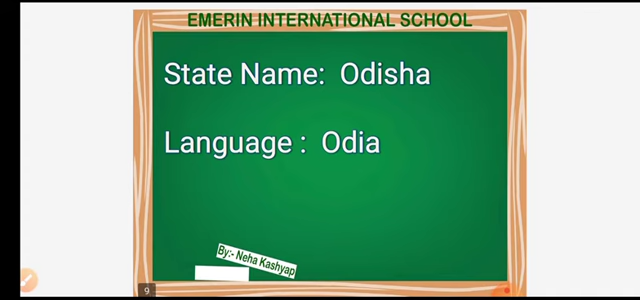 EMERIN INTERNATIONAL SCHOOL
State Name: Odisha
Language : Odia
By:- Neha Kashyap
9